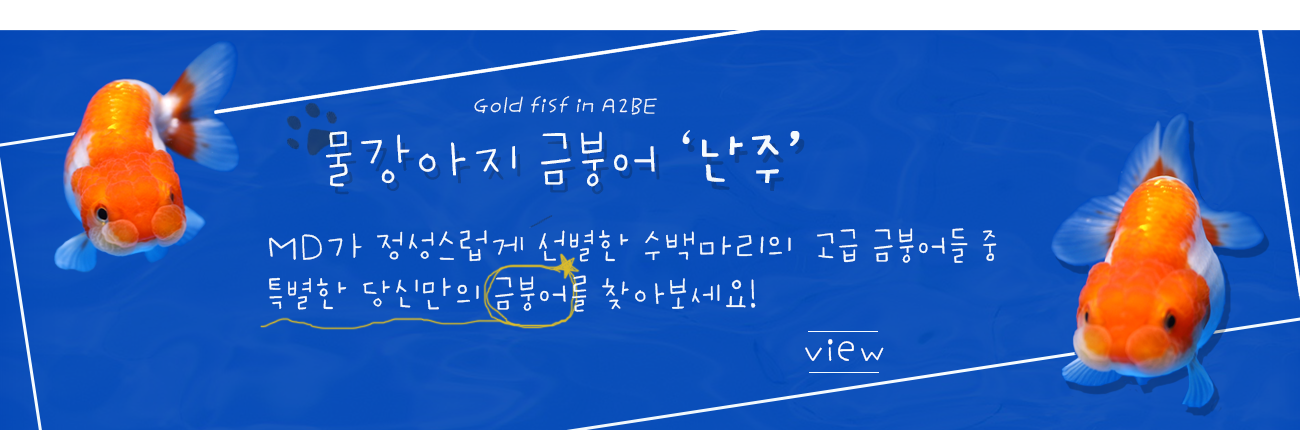 Gold fisf in A2BE
물강아지 금붕어 ‘난주’
MD가 정성스럽게 선별한 수백마리의 고급 금붕어들 중
특별한 당신만의 금붕어를 찾아보세요!
view